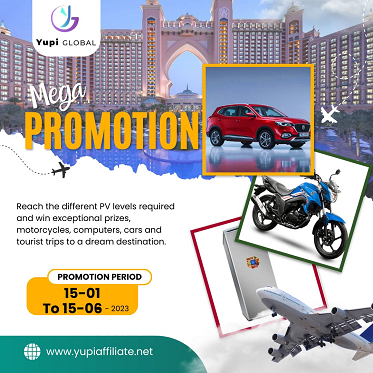 Yupi GLOBAL
Mega
PROMOTION
Reach the different PV levels required
and win exceptional prizes,
motorcycles, computers, cars and
tourist trips to a dream destination.
PROMOTION PERIOD
15-01
To 15-06 - 2023
www.yupiaffiliate.net